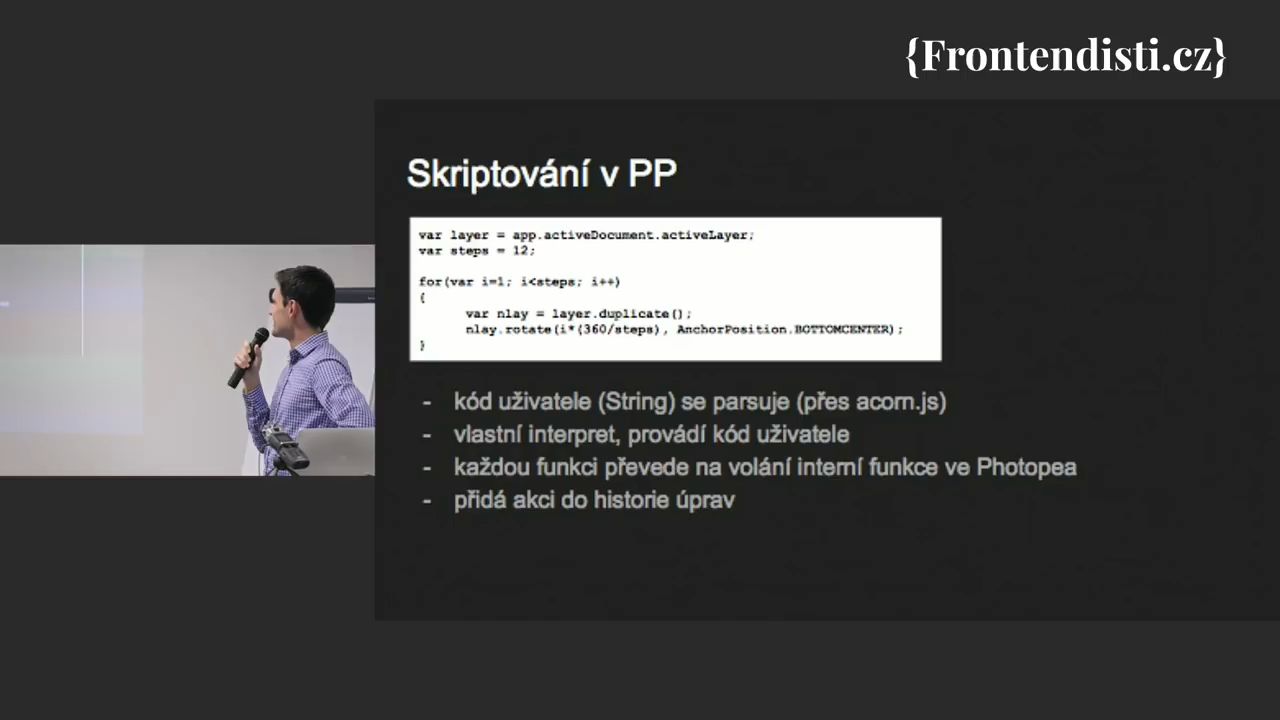 {Frontendisti.cz}
Skriptování v PP
var layer = app.activeDocument.activeLayer;
var steps = 12;
for(var i=1; i<steps; i++)
{
var nlay = layer.duplicate();
nlay.rotate(i*(360/steps), AnchorPosition.BOTTOMCENTER);
}
- kód uživatele (String) se parsuje (přes acorn.js)
- vlastní interpret, provádí kód uživatele
- každou funkci převede na volání interní funkce ve Photopea
- přidá akci do historie úprav